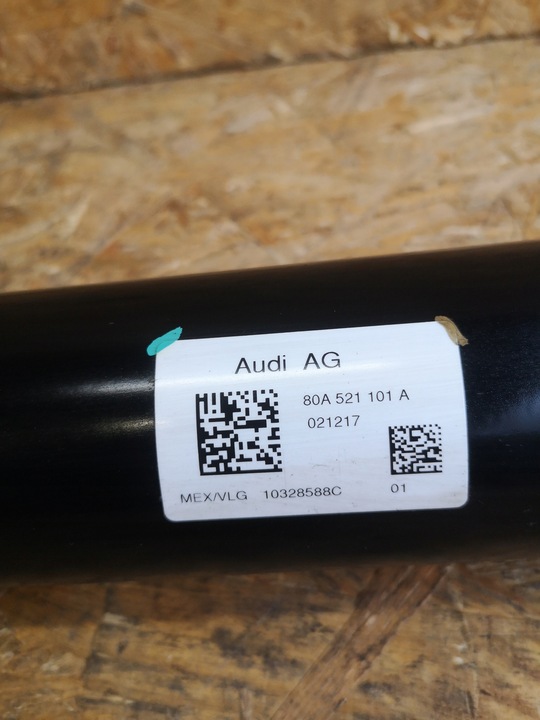 Audi AG
80A 521 101 A
021217
MEX/VLG 10328588C 01